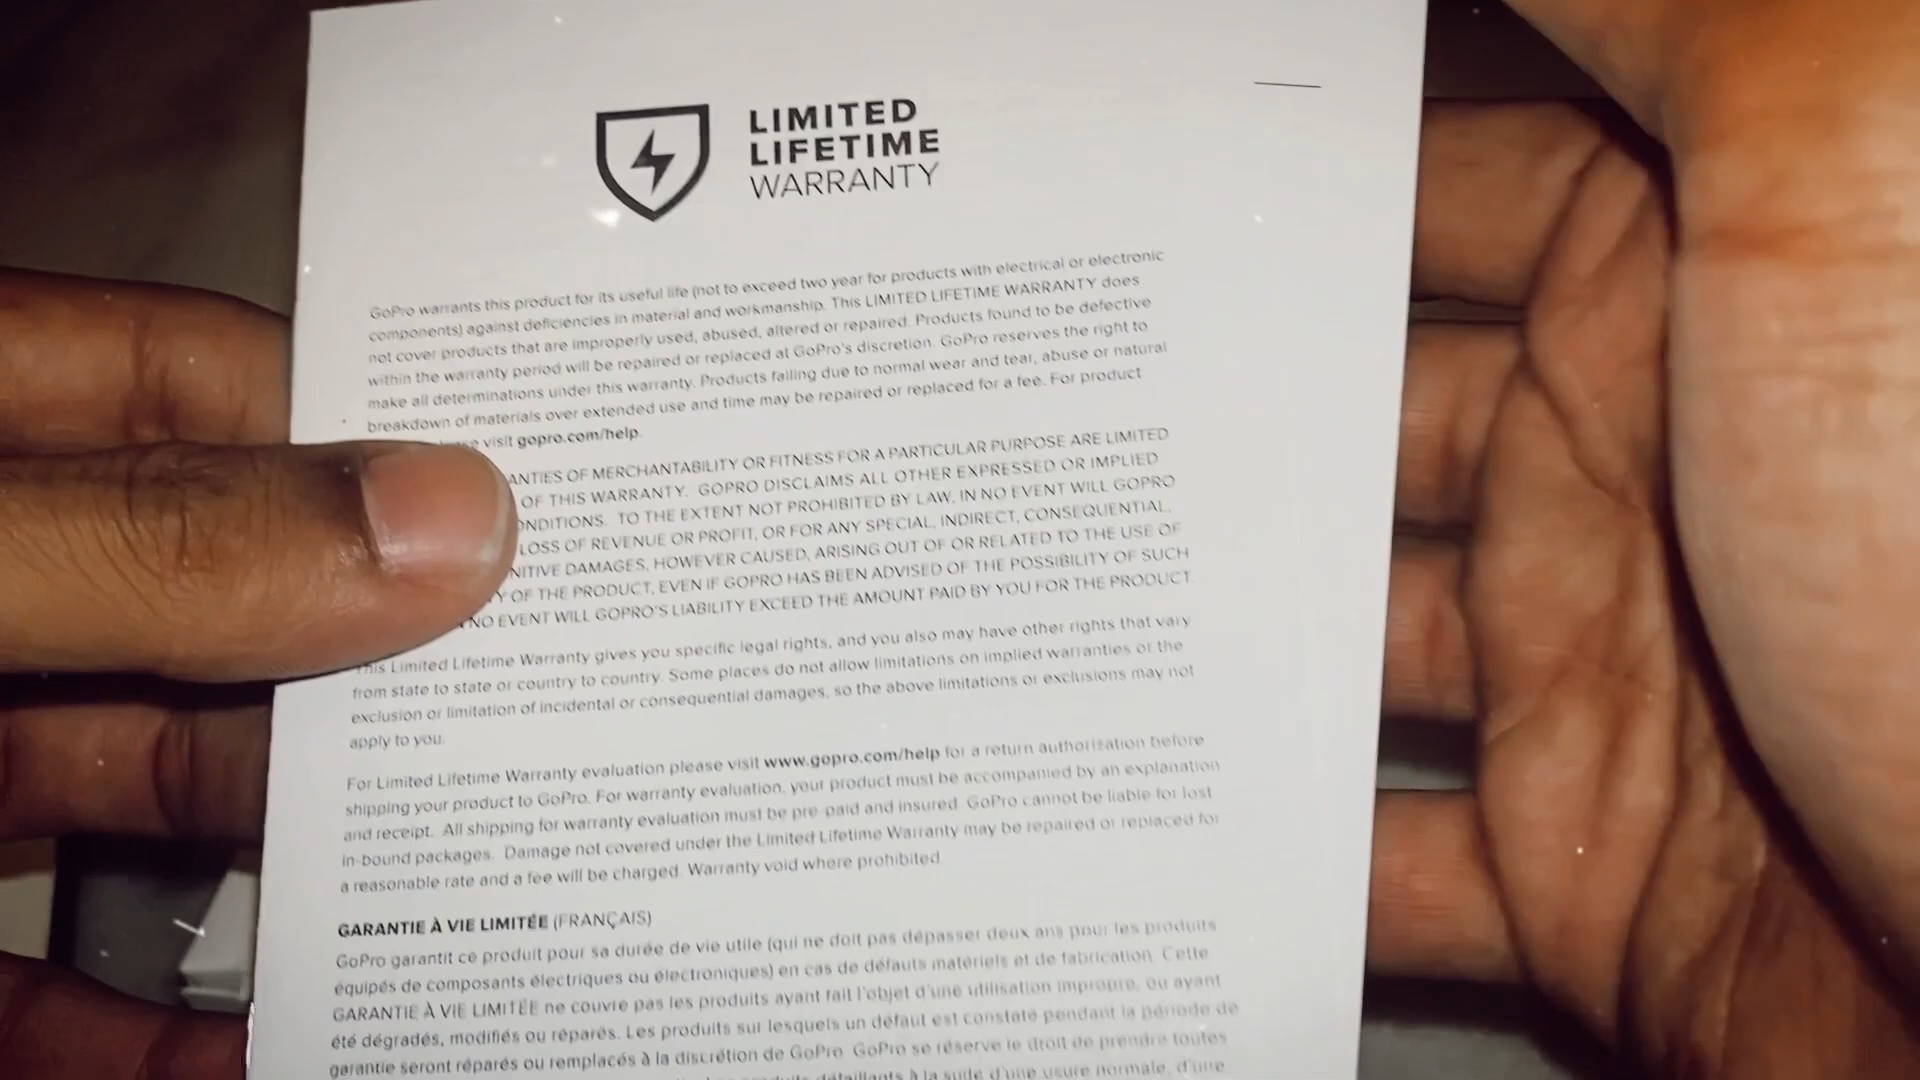 LIMITED
LIFETIME
WARRANTY
GoPro warrants this product for its useful life (not to exceed two year for products with electrical or electronic
components) against deficiencies in material and workmanship. This LIMITED LIFETIME WARRANTY does
not cover products that are improperly used, abused, altered or repaired. Products found to be defective
within the warranty period will be repaired or replaced at GoPro's discretion. GoPro reserves the right to
make all determinations under this warranty. Products failing due to normal wear and tear, abuse or natural
breakdown of materials over extended use and time may be repaired or replaced for a fee. For product
visit gopro.com/help.
OF MERCHANTABILITY OR FITNESS FOR A PARTICULAR PURPOSE ARE LIMITED
OF THIS WARRANTY. GOPRO DISCLAIMS ALL OTHER EXPRESSED OR IMPLIED
TO THE EXTENT NOT PROHIBITED BY LAW, IN NO EVENT WILL GOPRO
LOSS OF REVENUE OR PROFIT, OR FOR ANY SPECIAL, INDIRECT, CONSEQUENTIAL,
DAMAGES, HOWEVER CAUSED, ARISING OUT OF OR RELATED TO THE USE OF
OF THE PRODUCT, EVEN IF GOPRO HAS BEEN ADVISED OF THE POSSIBILITY OF SUCH
NO EVENT WILL GOPRO'S LIABILITY EXCEED THE AMOUNT PAID BY YOU FOR THE PRODUCT.
This Limited Lifetime Warranty gives you specific legal rights, and you also may have other rights that vary
from state to state or country to country. Some places do not allow limitations on implied warranties or the
exclusion or limitation of incidental or consequential damages, so the above limitations or exclusions may not
apply to you.
For Limited Lifetime Warranty evaluation please visit www.gopro.com/help for a return authorization before
shipping your product to GoPro. For warranty evaluation, your product must be accompanied by an explanation
and receipt. All shipping for warranty evaluation must be pre-paid and insured. GoPro cannot be liable for lost
in-bound packages. Damage not covered under the Limited Lifetime Warranty may be repaired or replaced for
a reasonable rate and a fee will be charged. Warranty void where prohibited
GARANTIE À VIE LIMITÉE (FRANÇAIS)
GoPro garantit ce produit pour sa durée de vie utile (qui ne doit pas dépasser deux ans pour les produits
équipés de composants électriques ou électroniques) en cas de défauts matériels et de fabrication. Cette
GARANTIE À VIE LIMITÉE ne couvre pas les produits ayant fait l'objet d'une utilisation impropre, ou ayant
été dégradés, modifiés ou réparés. Les produits sur lesquels un défaut est constaté pendant la période de
garantie seront réparés ou remplacés à la discrétion de GoPro. GoPro se réserve le droit de prendre toutes
à la suite d'une usure normale, d'une